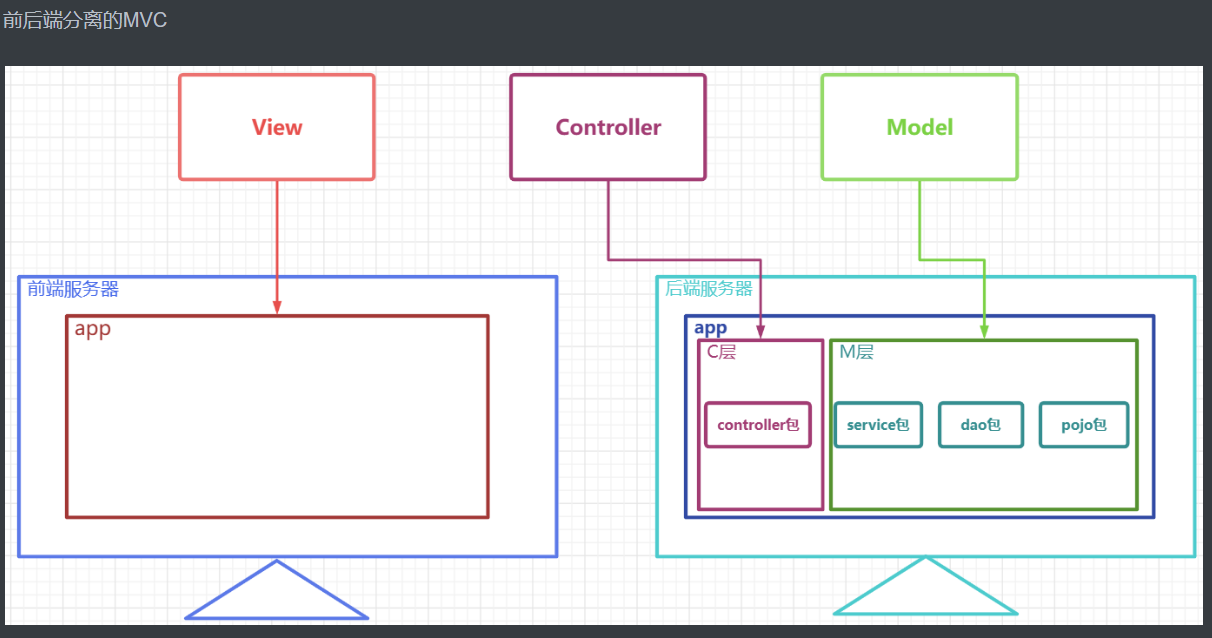 前后端分离的MVC
View
Controller
Model
前端服务器
app
后端服务器
app
C层
M层
controller包
service包
dao包
pojo包